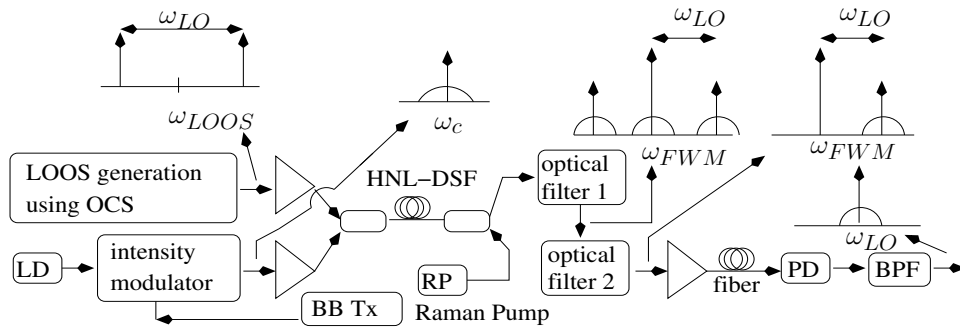 ω_LO
ω_LO
ω_LO
ω_LOOS
ω_c
ω_FWM
ω_FWM
LOOS generation
using OCS
HNL-DSF
optical
filter 1
LD
intensity
modulator
RP
optical
filter 2
fiber
PD
BPF
ω_LO
BB Tx
Raman Pump